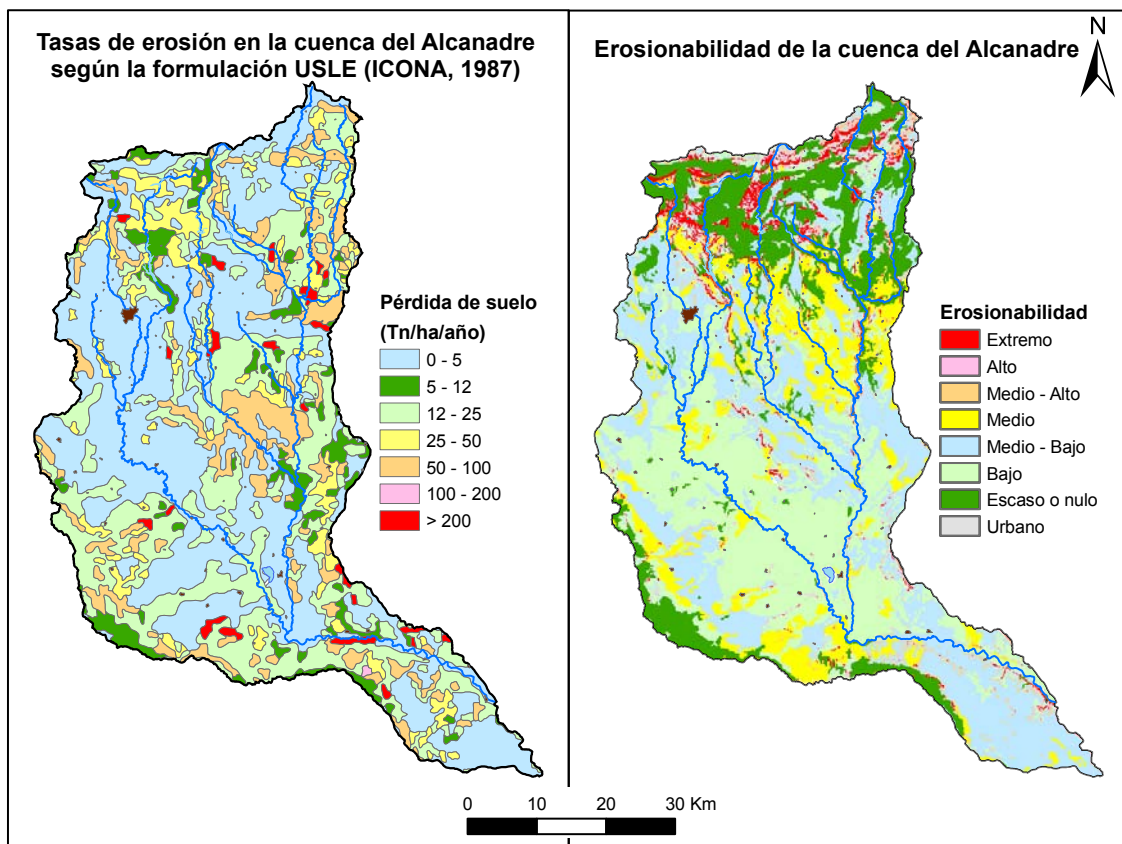 Tasas de erosión en la cuenca del Alcanadre
según la formulación USLE (ICONA, 1987)
Pérdida de suelo
(Tn/ha/año)
0 - 5
5 - 12
12 - 25
25 - 50
50 - 100
100 - 200
> 200
Erosionabilidad de la cuenca del Alcanadre
N
Erosionabilidad
Extremo
Alto
Medio - Alto
Medio
Medio - Bajo
Bajo
Escaso o nulo
Urbano
0 10 20 30 Km